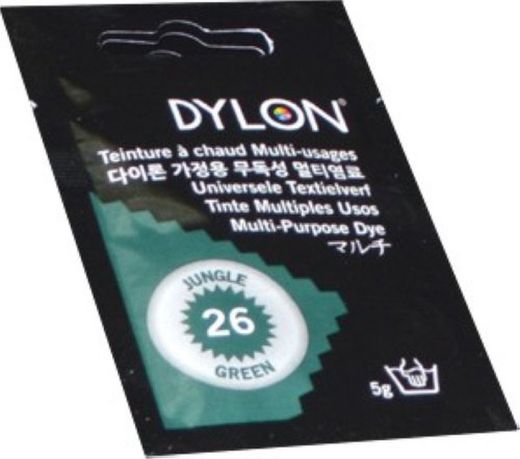 DYLON®
Teinture à chaud Multi-usages
다이론 가정용 무독성 멀티염료
Universele Textielverf
Tinte Multiples Usos
Multi-Purpose Dye
マルチ
JUNGLE
26
GREEN
5g